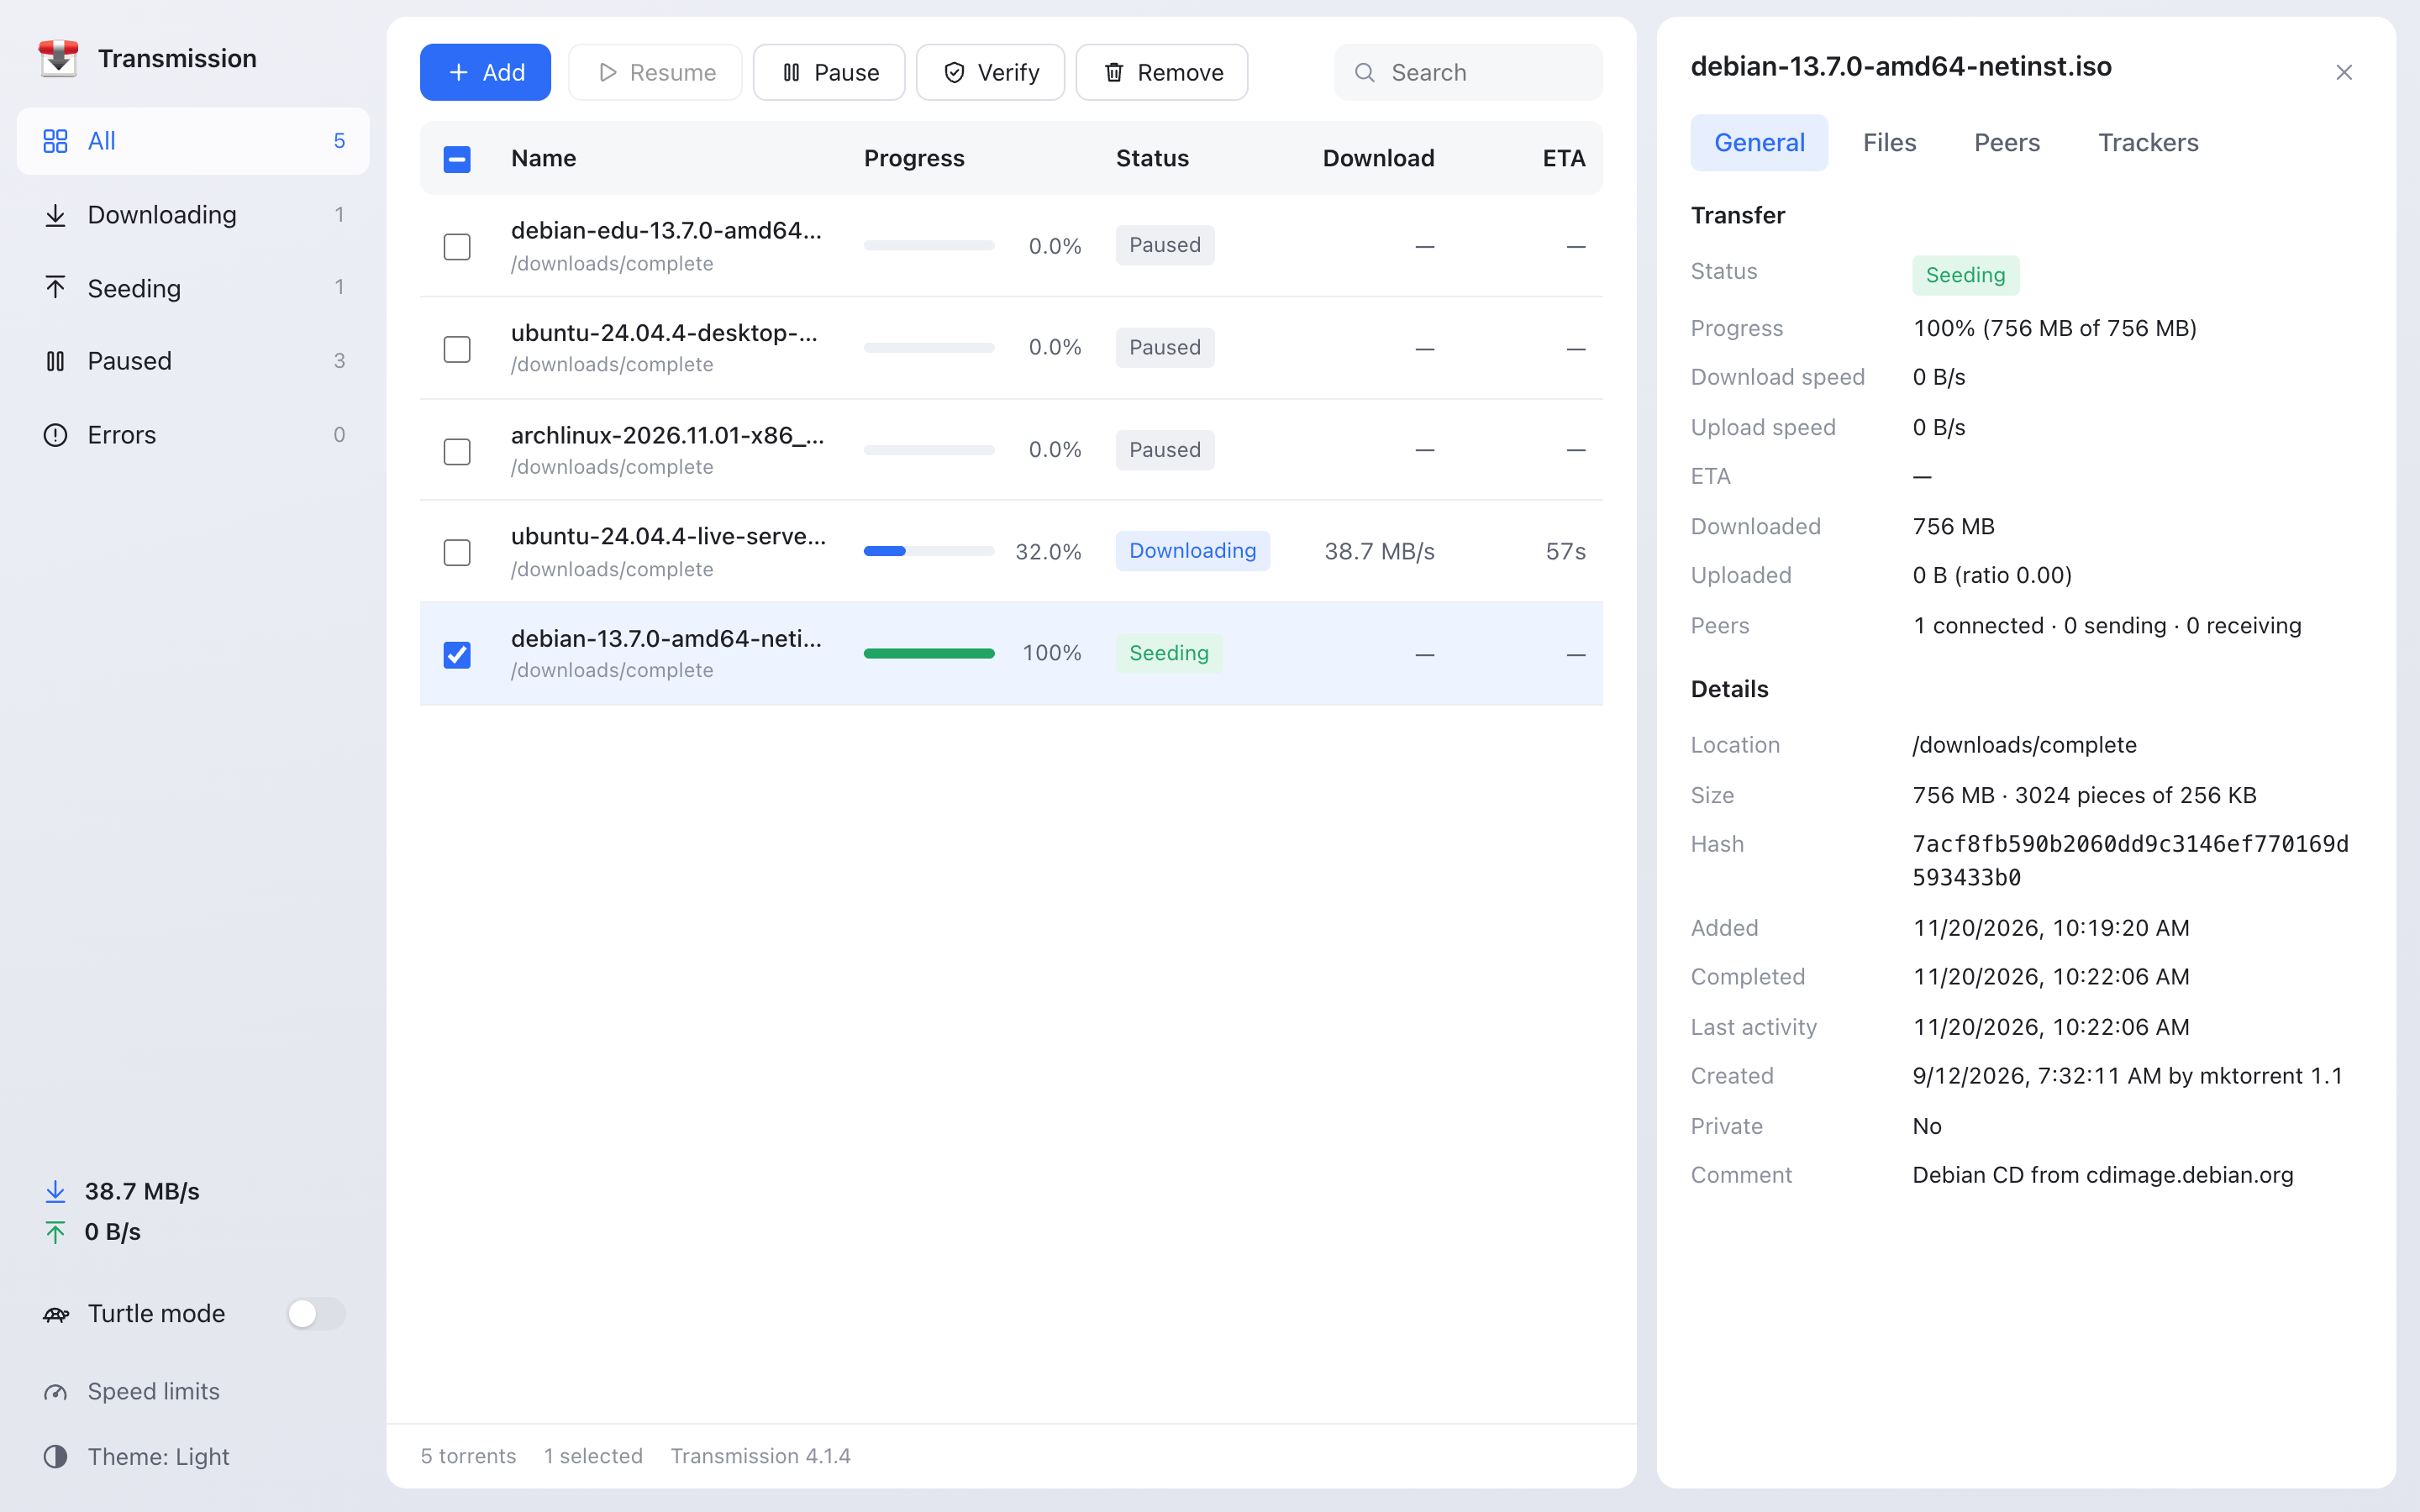 Transmission
All 5
Downloading 1
Seeding 1
Paused 3
Errors 0
38.7 MB/s
0 B/s
Turtle mode
Speed limits
Theme: Light
Add Resume Pause Verify Remove Search
Name Progress Status Download ETA
debian-edu-13.7.0-amd64...
/downloads/complete
0.0% Paused — —
ubuntu-24.04.4-desktop-...
/downloads/complete
0.0% Paused — —
archlinux-2026.11.01-x86_...
/downloads/complete
0.0% Paused — —
ubuntu-24.04.4-live-serve...
/downloads/complete
32.0% Downloading 38.7 MB/s 57s
debian-13.7.0-amd64-neti...
/downloads/complete
100% Seeding — —
5 torrents 1 selected Transmission 4.1.4
debian-13.7.0-amd64-netinst.iso
General Files Peers Trackers
Transfer
Status Seeding
Progress 100% (756 MB of 756 MB)
Download speed 0 B/s
Upload speed 0 B/s
ETA —
Downloaded 756 MB
Uploaded 0 B (ratio 0.00)
Peers 1 connected · 0 sending · 0 receiving
Details
Location /downloads/complete
Size 756 MB · 3024 pieces of 256 KB
Hash 7acf8fb590b2060dd9c3146ef770169d
593433b0
Added 11/20/2026, 10:19:20 AM
Completed 11/20/2026, 10:22:06 AM
Last activity 11/20/2026, 10:22:06 AM
Created 9/12/2026, 7:32:11 AM by mktorrent 1.1
Private No
Comment Debian CD from cdimage.debian.org